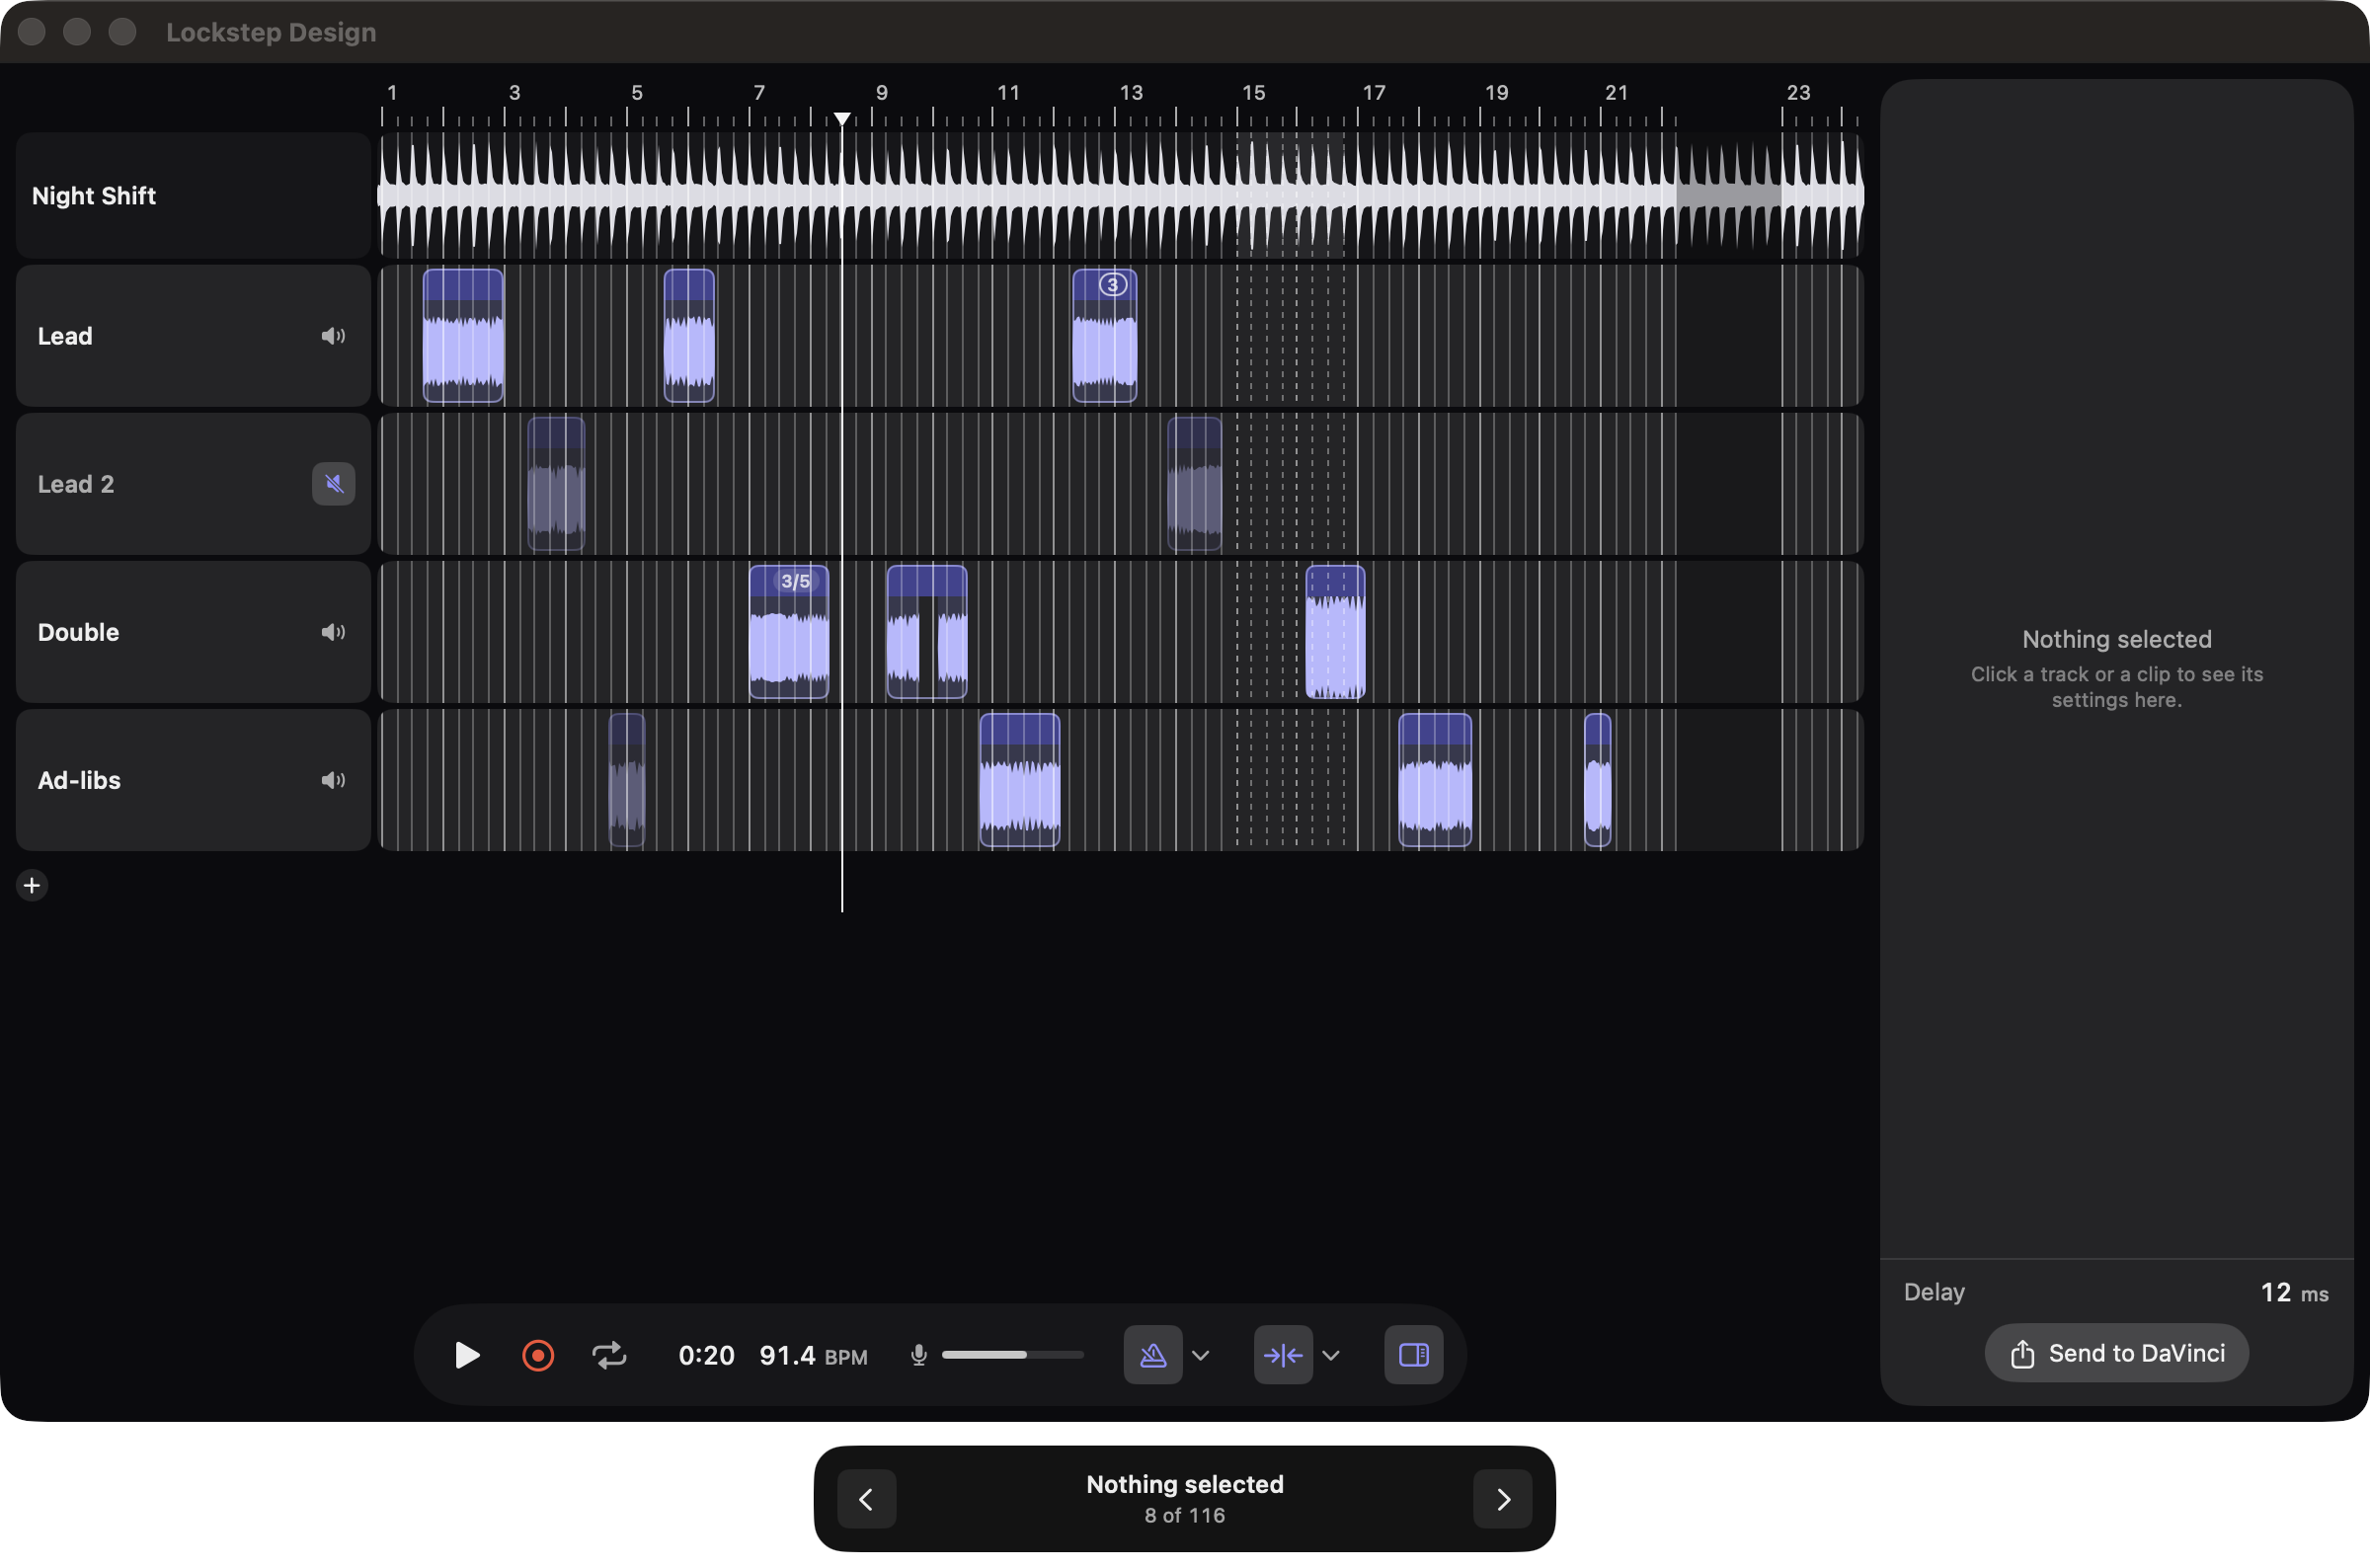 Lockstep Design
1 3 5 7 9 11 13 15 17 19 21 23
Night Shift
Lead
3
Lead 2
Double
3/5
Ad-libs
Nothing selected
Click a track or a clip to see its
settings here.
Delay 12 ms
Send to DaVinci
0:20 91.4 BPM
Nothing selected
8 of 116